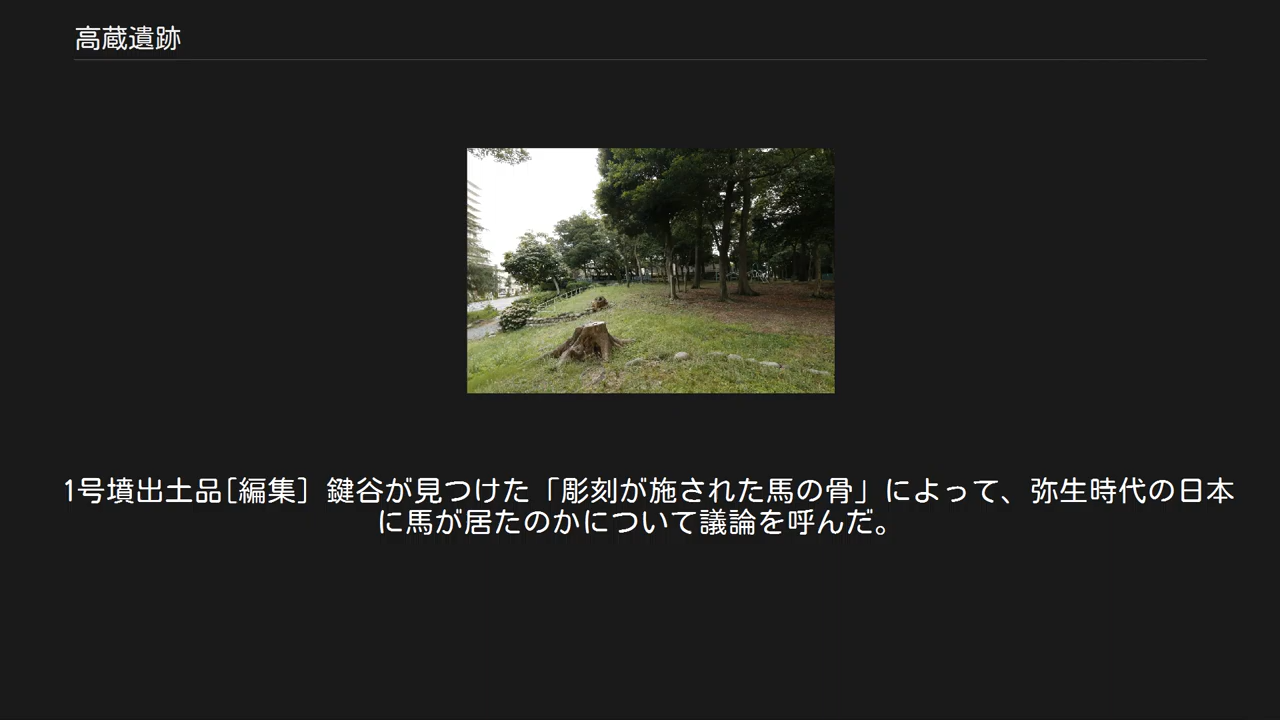 高蔵遺跡
1号墳出土品[編集] 鍵谷が見つけた「彫刻が施された馬の骨」によって、弥生時代の日本
に馬が居たのかについて議論を呼んだ。